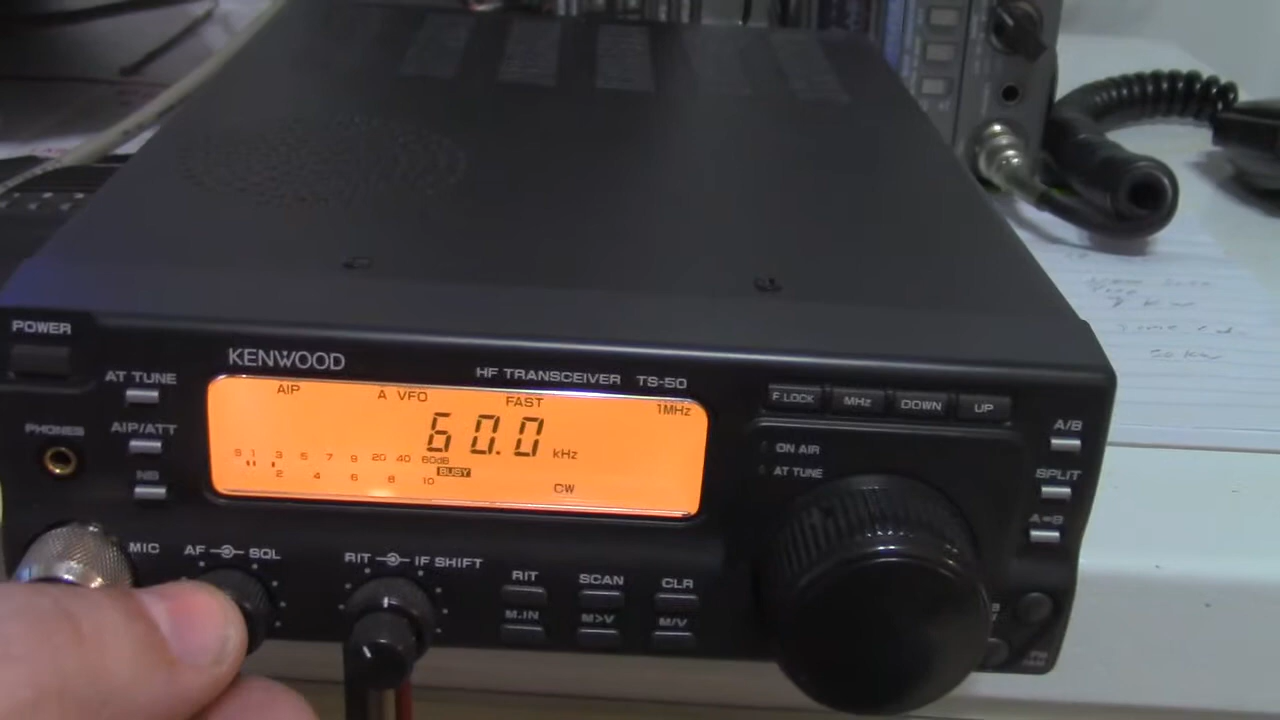 POWER
KENWOOD
HF TRANSCEIVER TS-50
AT TUNE
AIP/ATT
PHONES
NB
AIP
A VFO
FAST
1MHz
60.0 kHz
S 1 3 5 7 9 20 40 60dB
BUSY
2 4 6 8 10
CW
F.LOCK
MHz
DOWN
UP
ON AIR
AT TUNE
A/B
SPLIT
A=B
MIC
AF SQL
RIT IF SHIFT
RIT
SCAN
CLR
M.IN
M>V
M/V